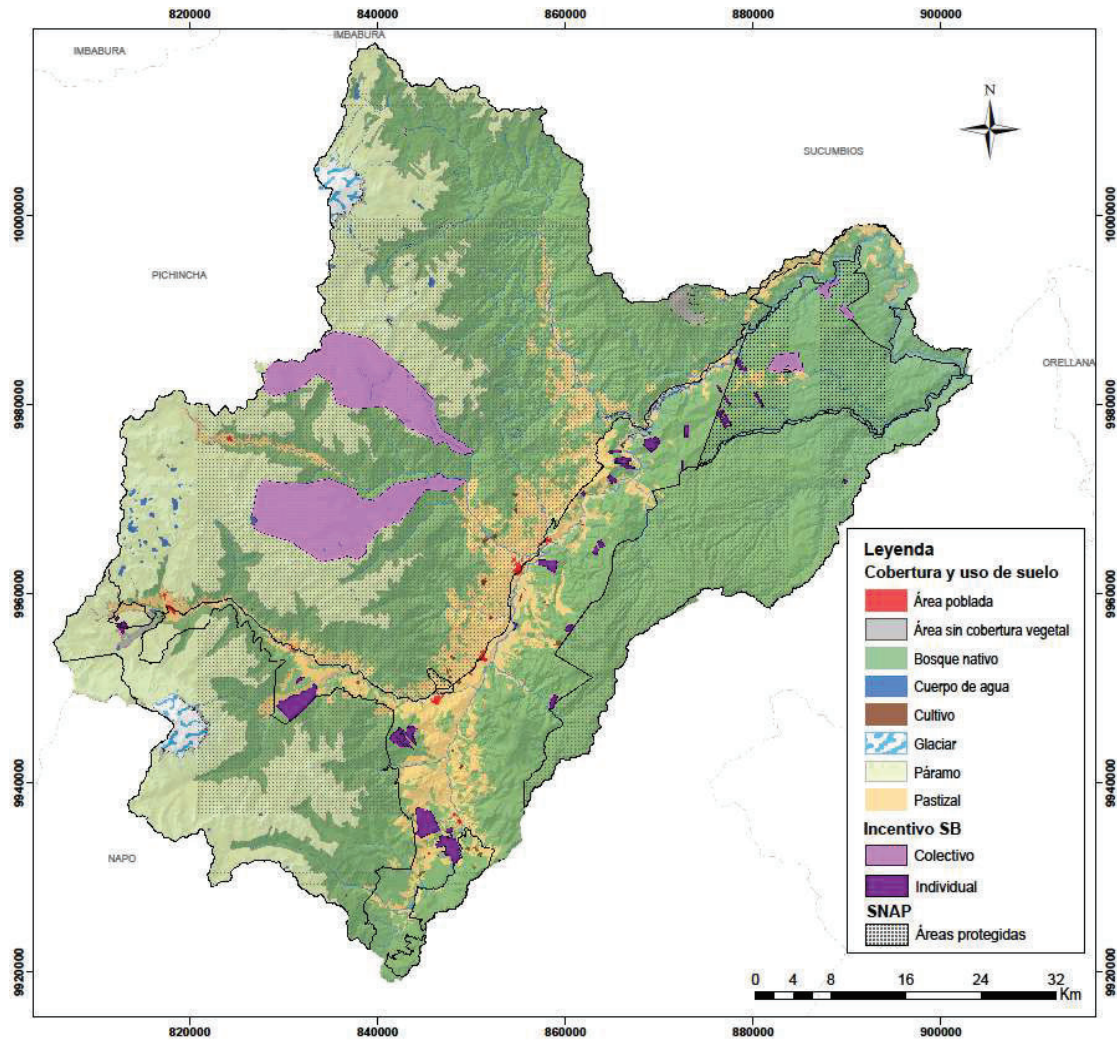 820000 840000 860000 880000 900000
IMBABURA
IMBABURA
N
SUCUMBIOS
10000000 10000000
PICHINCHA
ORELLANA
9980000 9980000
Leyenda
Cobertura y uso de suelo
Área poblada
Área sin cobertura vegetal
Bosque nativo
Cuerpo de agua
Cultivo
Glaciar
Páramo
Pastizal
Incentivo SB
Colectivo
Individual
SNAP
Áreas protegidas
9960000 9960000
9940000 9940000
NAPO
9920000 9920000
0 4 8 16 24 32
Km
820000 840000 860000 880000 900000